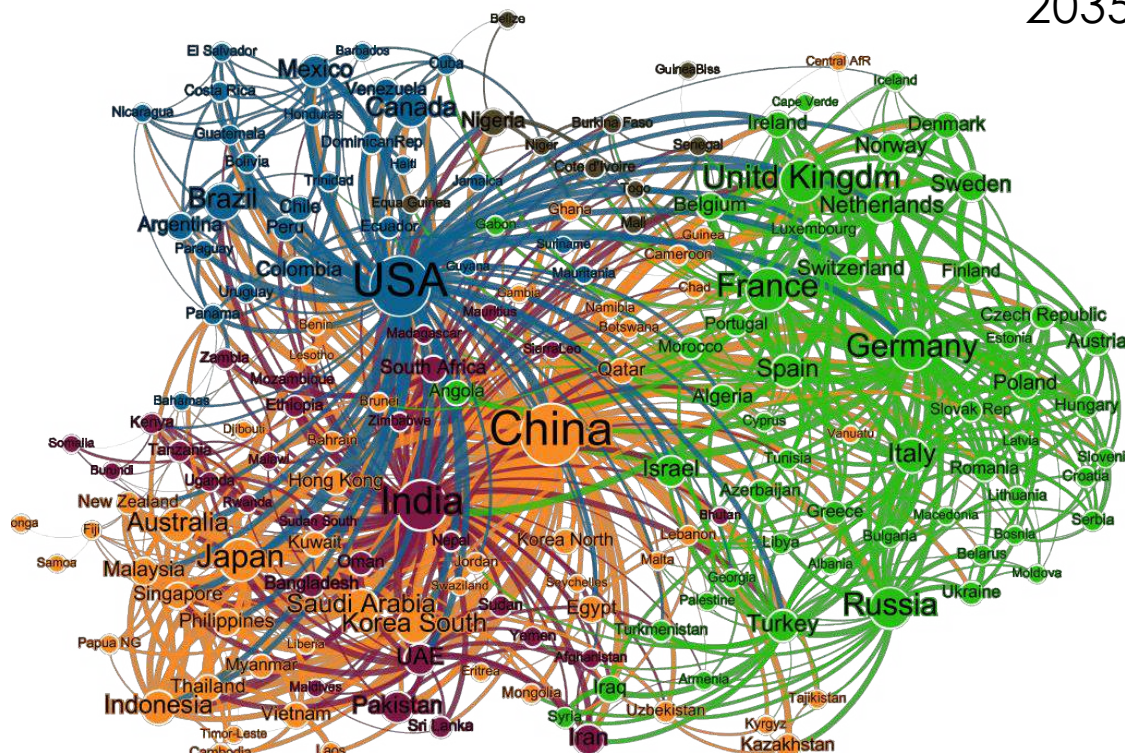 2035
Belize
El Salvador
Barbados
Mexico
Cuba
Central AfR
GuineaBiss
Iceland
Costa Rica
Venezuela
Canada
Cape Verde
Nicaragua
Honduras
Nigeria
Burkina Faso
Ireland
Denmark
Guatemala
DominicanRep
Niger
Senegal
Norway
Bolivia
Haiti
Cote d'Ivoire
Trinidad
Jamaica
Unitd Kingdm
Sweden
Togo
Brazil
Chile
Equa Guinea
Ghana
Belgium
Netherlands
Argentina
Peru
Ecuador
Gabon
Mali
Luxembourg
Paraguay
Suriname
Guinea
Cameroon
Colombia
USA
Guyana
Mauritania
Switzerland
Finland
Uruguay
Gambia
Chad
France
Panama
Benin
Mauritius
Namibia
Botswana
Portugal
Czech Republic
Madagascar
Estonia
Austria
Zambia
Lesotho
SierraLeo
Morocco
Germany
Mozambique
South Africa
Qatar
Spain
Poland
Bahamas
Ethiopia
Brunei
Angola
Algeria
Slovak Rep
Hungary
Kenya
Djibouti
Zimbabwe
China
Cyprus
Vanuatu
Somalia
Tanzania
Bahrain
Latvia
Burundi
Malawi
Tunisia
Italy
Sloveni
Uganda
Hong Kong
Israel
Romania
Croatia
New Zealand
Rwanda
India
Azerbaijan
Lithuania
onga
Fiji
Australia
Sudan South
Bhutan
Greece
Macedonia
Serbia
Kuwait
Nepal
Korea North
Lebanon
Libya
Bulgaria
Bosnia
Samoa
Malaysia
Japan
Oman
Jordan
Malta
Albania
Belarus
Moldova
Singapore
Bangladesh
Swaziland
Seychelles
Georgia
Ukraine
Saudi Arabia
Sudan
Egypt
Palestine
Russia
Papua NG
Philippines
Liberia
Korea South
Yemen
Turkmenistan
Turkey
Myanmar
UAE
Eritrea
Afghanistan
Armenia
Thailand
Maldives
Mongolia
Iraq
Tajikistan
Indonesia
Vietnam
Pakistan
Sri Lanka
Syria
Uzbekistan
Kyrgyz
Timor-Leste
Iran
Kazakhstan
Cambodia
Laos